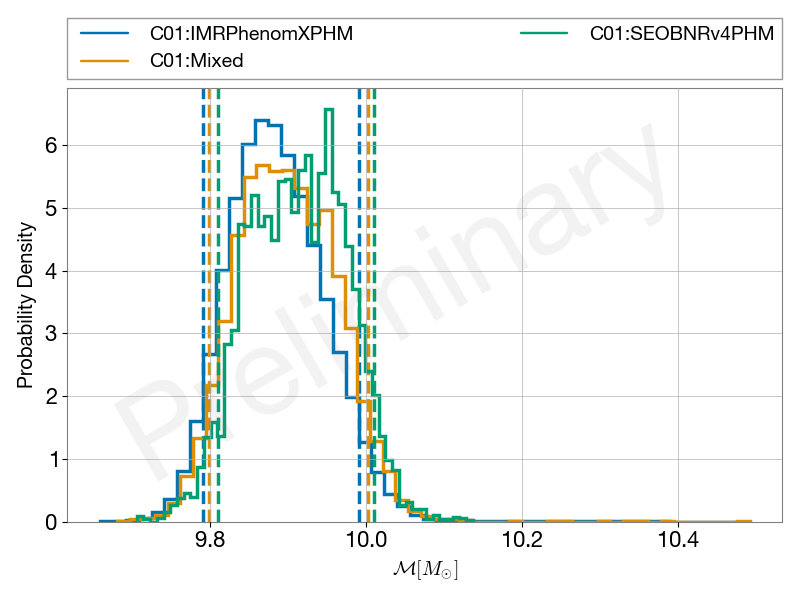 C01:IMRPhenomXPHM
C01:SEOBNRv4PHM
C01:Mixed
Preliminary
Probability Density
6
5
4
3
2
1
0
9.8
10.0
10.2
10.4
ℳ[M⊙]